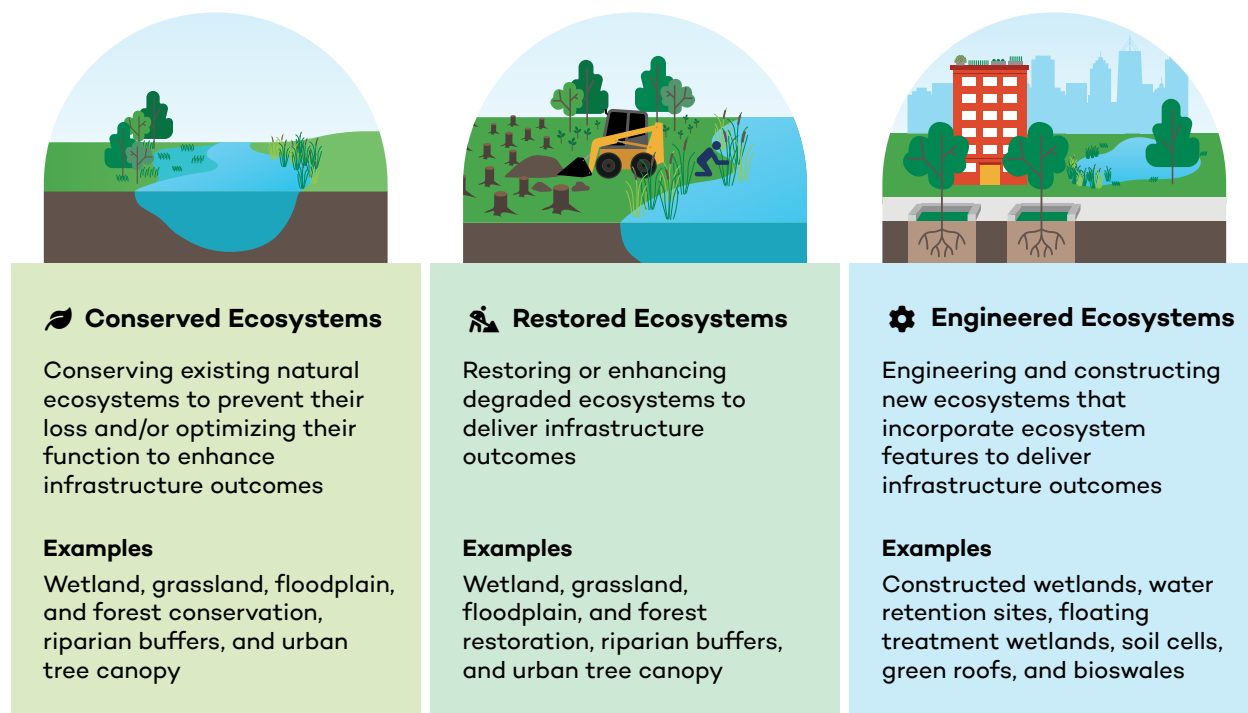 Conserved Ecosystems
Conserving existing natural
ecosystems to prevent their
loss and/or optimizing their
function to enhance
infrastructure outcomes
Examples
Wetland, grassland, floodplain,
and forest conservation,
riparian buffers, and urban
tree canopy
Restored Ecosystems
Restoring or enhancing
degraded ecosystems to
deliver infrastructure
outcomes
Examples
Wetland, grassland,
floodplain, and forest
restoration, riparian buffers,
and urban tree canopy
Engineered Ecosystems
Engineering and constructing
new ecosystems that
incorporate ecosystem
features to deliver
infrastructure outcomes
Examples
Constructed wetlands, water
retention sites, floating
treatment wetlands, soil cells,
green roofs, and bioswales